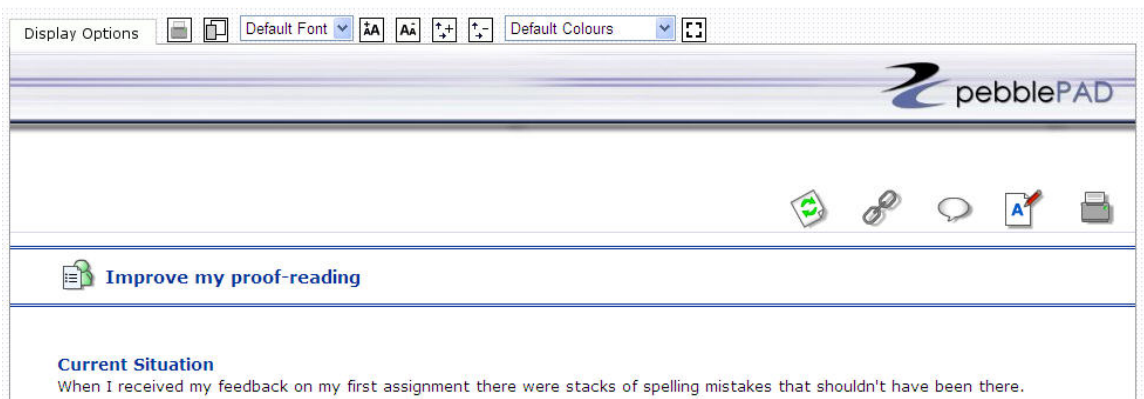 Display Options Default Font Default Colours
pebblePAD
Improve my proof-reading
Current Situation
When I received my feedback on my first assignment there were stacks of spelling mistakes that shouldn't have been there.